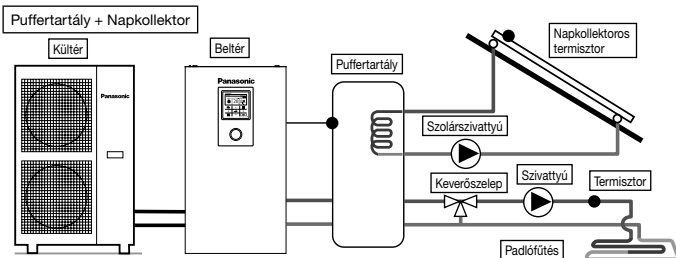 Puffertartály + Napkollektor
Kültér
Beltér
Puffertartály
Napkollektoros
termisztor
Panasonic
Panasonic
Szolárszivattyú
Keverőszelep
Szivattyú
Termisztor
Padlófűtés